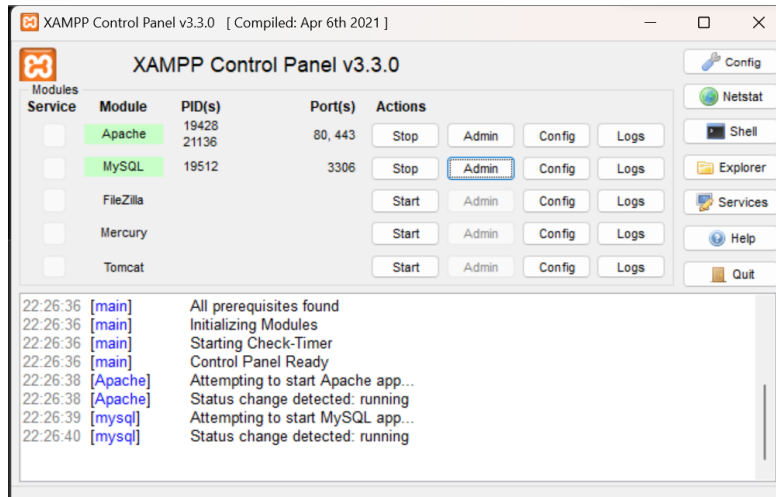 XAMPP Control Panel v3.3.0 [ Compiled: Apr 6th 2021 ]
XAMPP Control Panel v3.3.0
Config
Modules
Service Module PID(s) Port(s) Actions
Netstat
Apache 19428 21136 80, 443 Stop Admin Config Logs
Shell
MySQL 19512 3306 Stop Admin Config Logs
Explorer
FileZilla Start Admin Config Logs
Services
Mercury Start Admin Config Logs
Help
Tomcat Start Admin Config Logs
Quit
22:26:36 [main] All prerequisites found
22:26:36 [main] Initializing Modules
22:26:36 [main] Starting Check-Timer
22:26:36 [main] Control Panel Ready
22:26:38 [Apache] Attempting to start Apache app...
22:26:38 [Apache] Status change detected: running
22:26:39 [mysql] Attempting to start MySQL app...
22:26:40 [mysql] Status change detected: running